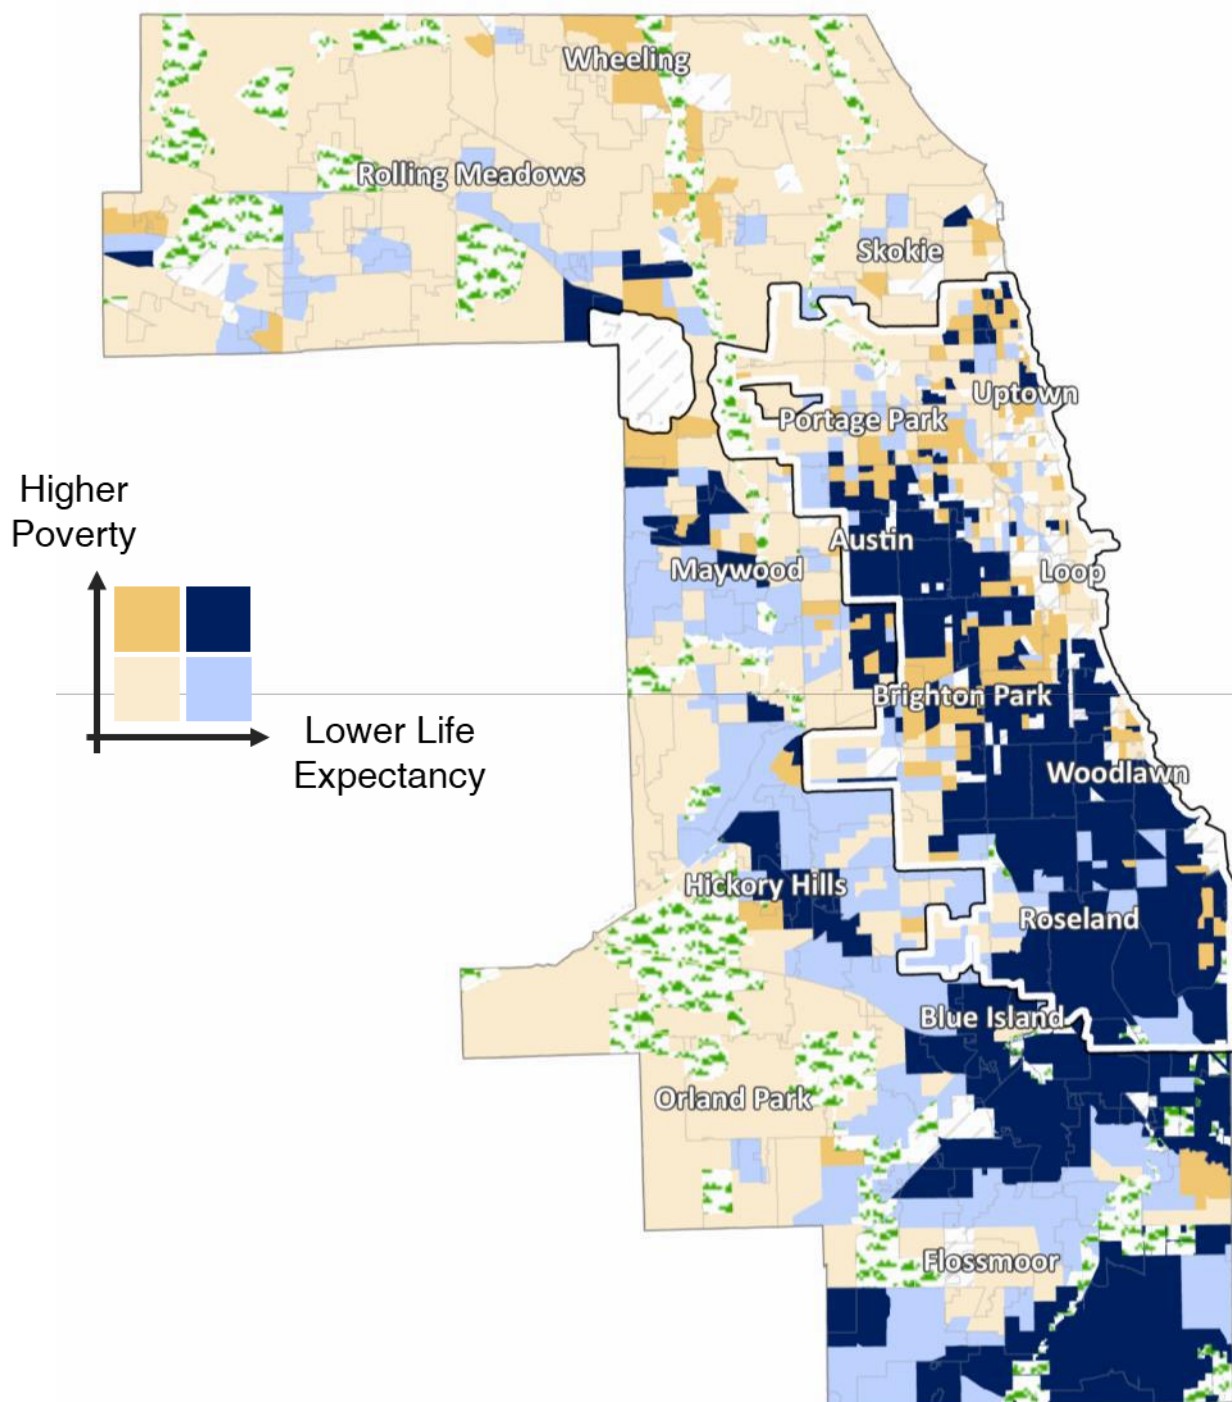 Wheeling
Rolling Meadows
Skokie
Uptown
Portage Park
Higher
Poverty
Austin
Maywood
Loop
Brighton Park
Lower Life
Expectancy
Woodlawn
Hickory Hills
Roseland
Blue Island
Orland Park
Flossmoor